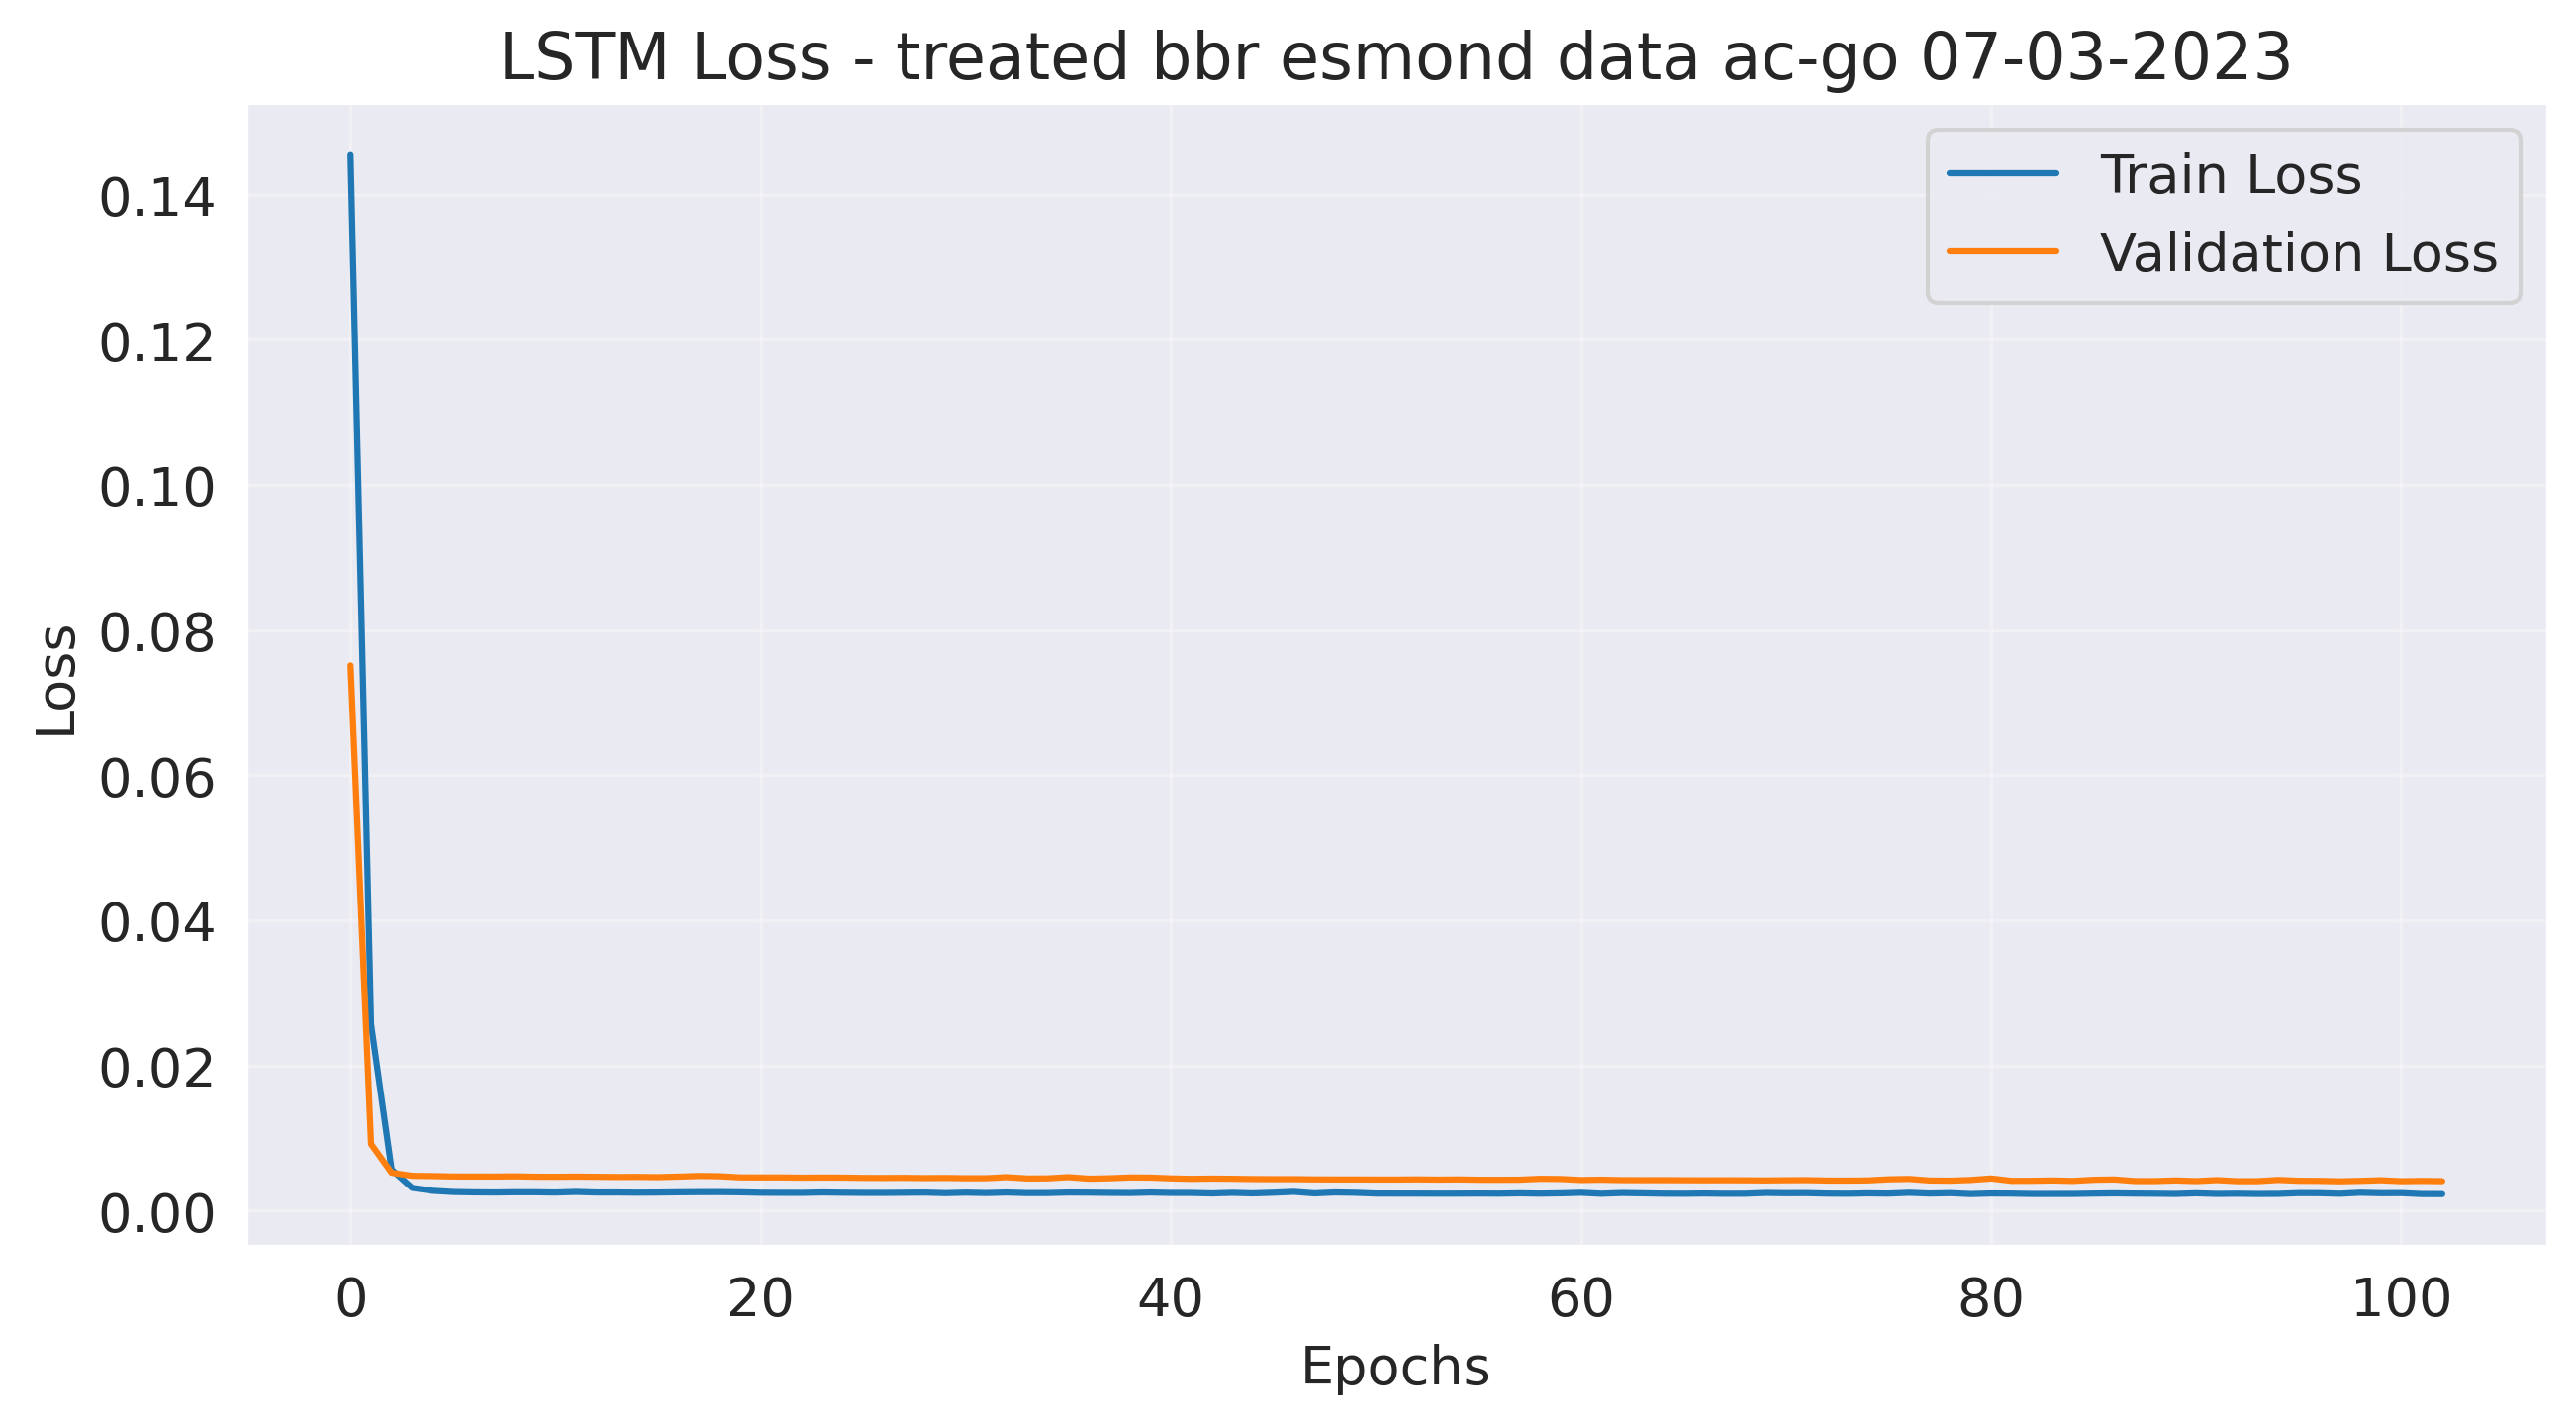 LSTM Loss - treated bbr esmond data ac-go 07-03-2023
Train Loss
Validation Loss
0.14
0.12
0.10
0.08
0.06
0.04
0.02
0.00
Loss
0 20 40 60 80 100
Epochs